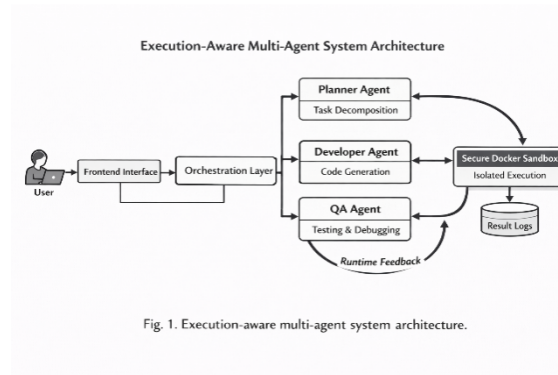 Execution-Aware Multi-Agent System Architecture
Planner Agent
Task Decomposition
Developer Agent
Code Generation
QA Agent
Testing & Debugging
User
Frontend Interface
Orchestration Layer
Secure Docker Sandbox
Isolated Execution
Result Logs
Runtime Feedback
Fig. 1. Execution-aware multi-agent system architecture.